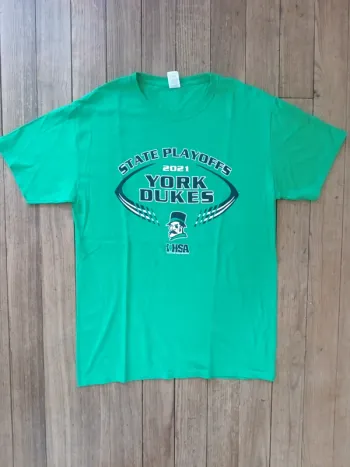 STATE PLAYOFFS
2021
YORK
DUKES
IHSA